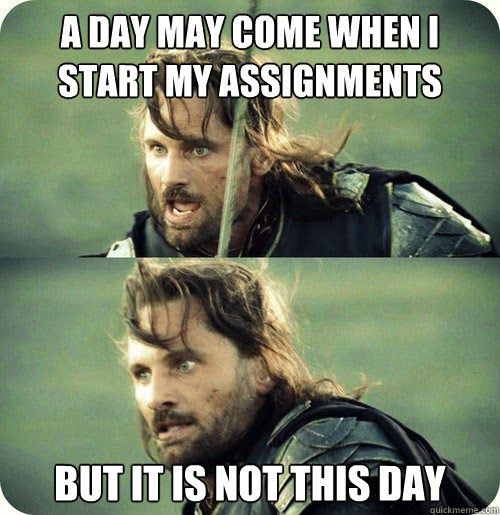 A DAY MAY COME WHEN I
START MY ASSIGNMENTS
BUT IT IS NOT THIS DAY
quickmeme.com